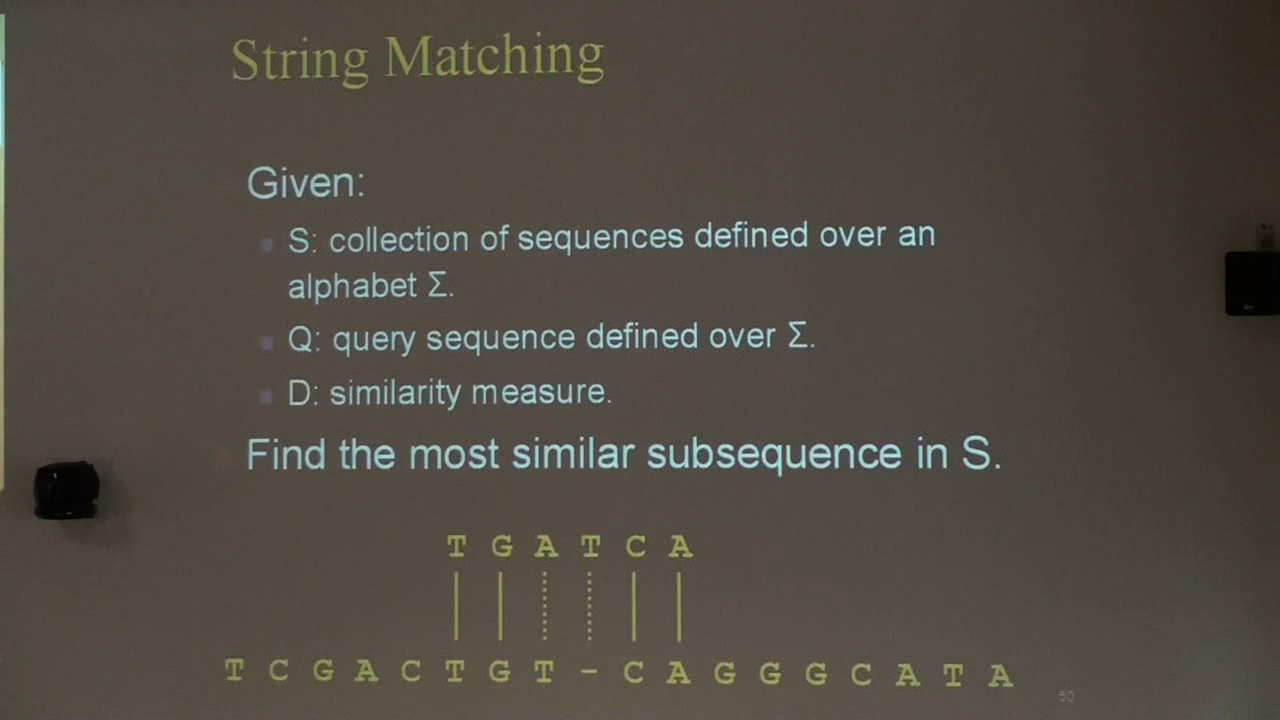 String Matching
Given:
S: collection of sequences defined over an
alphabet Σ.
Q: query sequence defined over Σ.
D: similarity measure.
Find the most similar subsequence in S.
T G A T C A
T C G A C T G T - C A G G G C A T A
50